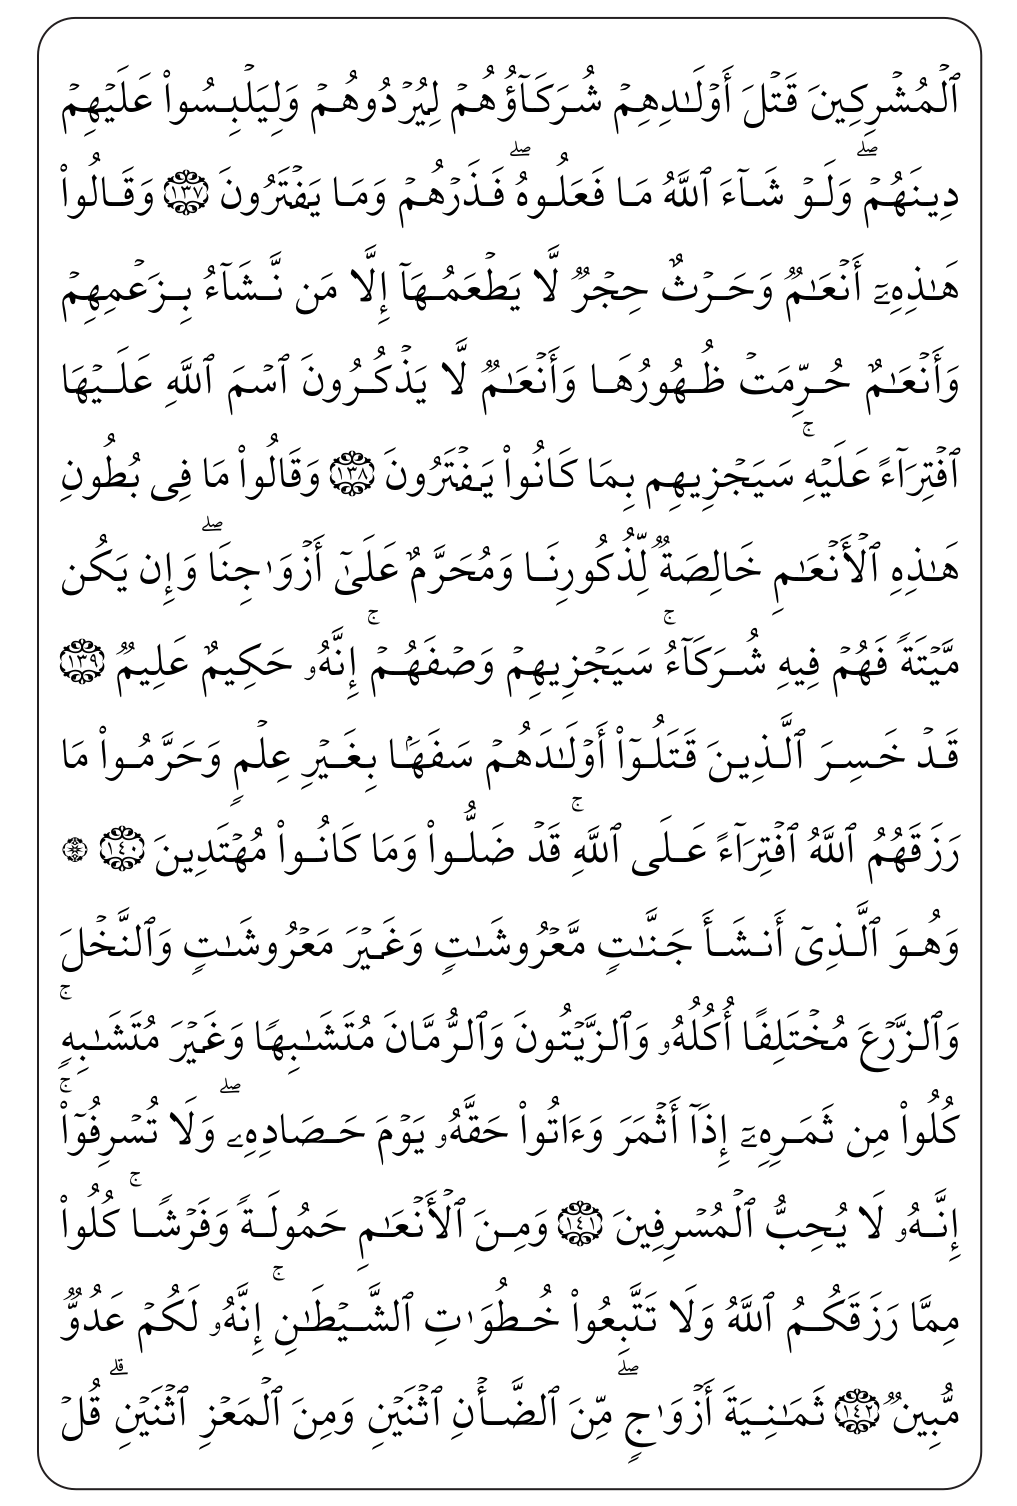 ٱلۡمُشۡرِكِينَ قَتۡلَ أَوۡلَـٰدِهِمۡ شُرَكَآؤُهُمۡ لِيُرۡدُوهُمۡ وَلِيَلۡبِسُواْ عَلَيۡهِمۡ
دِينَهُمۡۖ وَلَوۡ شَآءَ ٱللَّهُ مَا فَعَلُوهُۖ فَذَرۡهُمۡ وَمَا يَفۡتَرُونَ ١٣٧ وَقَالُواْ
هَـٰذِهِۦٓ أَنۡعَـٰمٌ وَحَرۡثٌ حِجۡرٌ لَّا يَطۡعَمُهَآ إِلَّا مَن نَّشَآءُ بِزَعۡمِهِمۡ
وَأَنۡعَـٰمٌ حُرِّمَتۡ ظُهُورُهَا وَأَنۡعَـٰمٌ لَّا يَذۡكُرُونَ ٱسۡمَ ٱللَّهِ عَلَيۡهَا
ٱفۡتِرَآءً عَلَيۡهِۚ سَيَجۡزِيهِم بِمَا كَانُواْ يَفۡتَرُونَ ١٣٨ وَقَالُواْ مَا فِى بُطُونِ
هَـٰذِهِ ٱلۡأَنۡعَـٰمِ خَالِصَةٌ لِّذُكُورِنَا وَمُحَرَّمٌ عَلَىٰٓ أَزۡوَٰجِنَاۖ وَإِن يَكُن
مَّيۡتَةً فَهُمۡ فِيهِ شُرَكَآءُۚ سَيَجۡزِيهِمۡ وَصۡفَهُمۡۚ إِنَّهُۥ حَكِيمٌ عَلِيمٌ ١٣٩
قَدۡ خَسِرَ ٱلَّذِينَ قَتَلُوٓاْ أَوۡلَـٰدَهُمۡ سَفَهَۢا بِغَيۡرِ عِلۡمٍ وَحَرَّمُواْ مَا
رَزَقَهُمُ ٱللَّهُ ٱفۡتِرَآءً عَلَى ٱللَّهِۚ قَدۡ ضَلُّواْ وَمَا كَانُواْ مُهۡتَدِينَ ١٤٠ ۞
وَهُوَ ٱلَّذِىٓ أَنشَأَ جَنَّـٰتٍ مَّعۡرُوشَـٰتٍ وَغَيۡرَ مَعۡرُوشَـٰتٍ وَٱلنَّخۡلَ
وَٱلزَّرۡعَ مُخۡتَلِفًا أُكُلُهُۥ وَٱلزَّيۡتُونَ وَٱلرُّمَّانَ مُتَشَـٰبِهًا وَغَيۡرَ مُتَشَـٰبِهٍۚ
كُلُواْ مِن ثَمَرِهِۦٓ إِذَآ أَثۡمَرَ وَءَاتُواْ حَقَّهُۥ يَوۡمَ حَصَادِهِۦۖ وَلَا تُسۡرِفُوٓاْۚ
إِنَّهُۥ لَا يُحِبُّ ٱلۡمُسۡرِفِينَ ١٤١ وَمِنَ ٱلۡأَنۡعَـٰمِ حَمُولَةً وَفَرۡشًاۚ كُلُواْ
مِمَّا رَزَقَكُمُ ٱللَّهُ وَلَا تَتَّبِعُواْ خُطُوَٰتِ ٱلشَّيۡطَـٰنِۚ إِنَّهُۥ لَكُمۡ عَدُوٌّ
مُّبِينٌ ١٤٢ ثَمَـٰنِيَةَ أَزۡوَٰجٍۖ مِّنَ ٱلضَّأۡنِ ٱثۡنَيۡنِ وَمِنَ ٱلۡمَعۡزِ ٱثۡنَيۡنِۗ قُلۡ